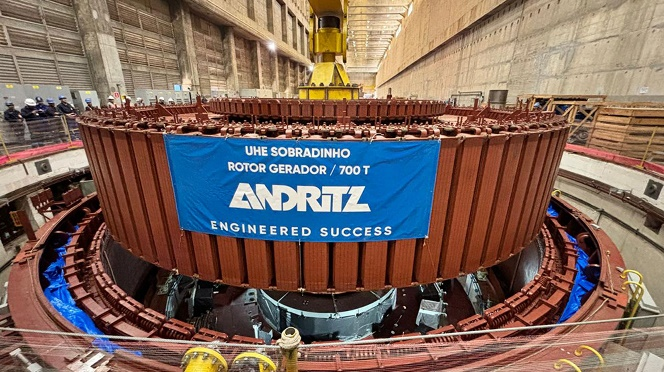 UHE SOBRADINHO
ROTOR GERADOR / 700 T
ANDRITZ
ENGINEERED SUCCESS